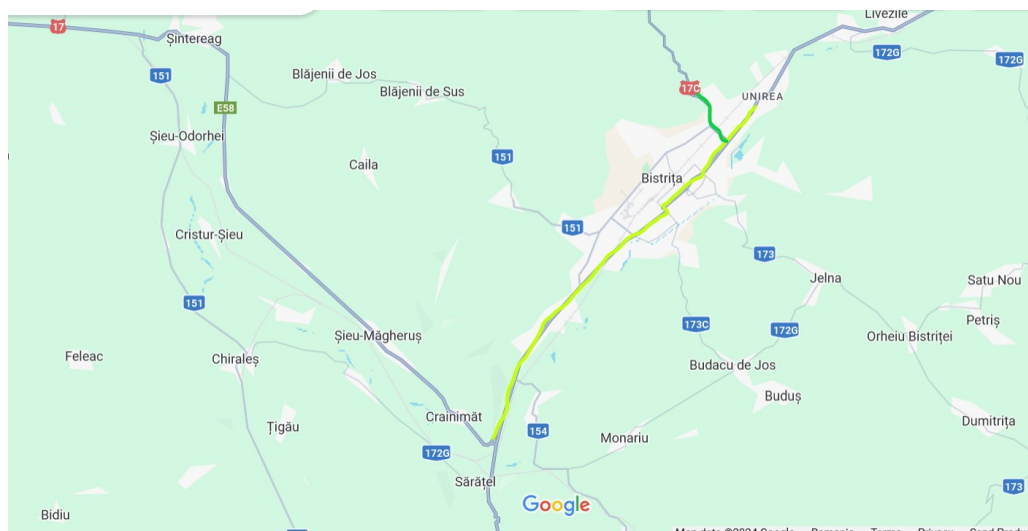 Livezile
17
Șintereag
172G
172G
151
Blăjenii de Jos
17C
Blăjenii de Sus
UNIREA
E58
Șieu-Odorhei
151
Caila
Bistrița
151
Cristur-Șieu
173
Jelna
Satu Nou
151
Petriș
173C
172G
Șieu-Măgheruș
Orheiu Bistriței
Feleac
Chiraleș
Budacu de Jos
Buduș
Crainimăt
Dumitrița
Țigău
154
Monariu
172G
Sărățel
173
Google
Bidiu